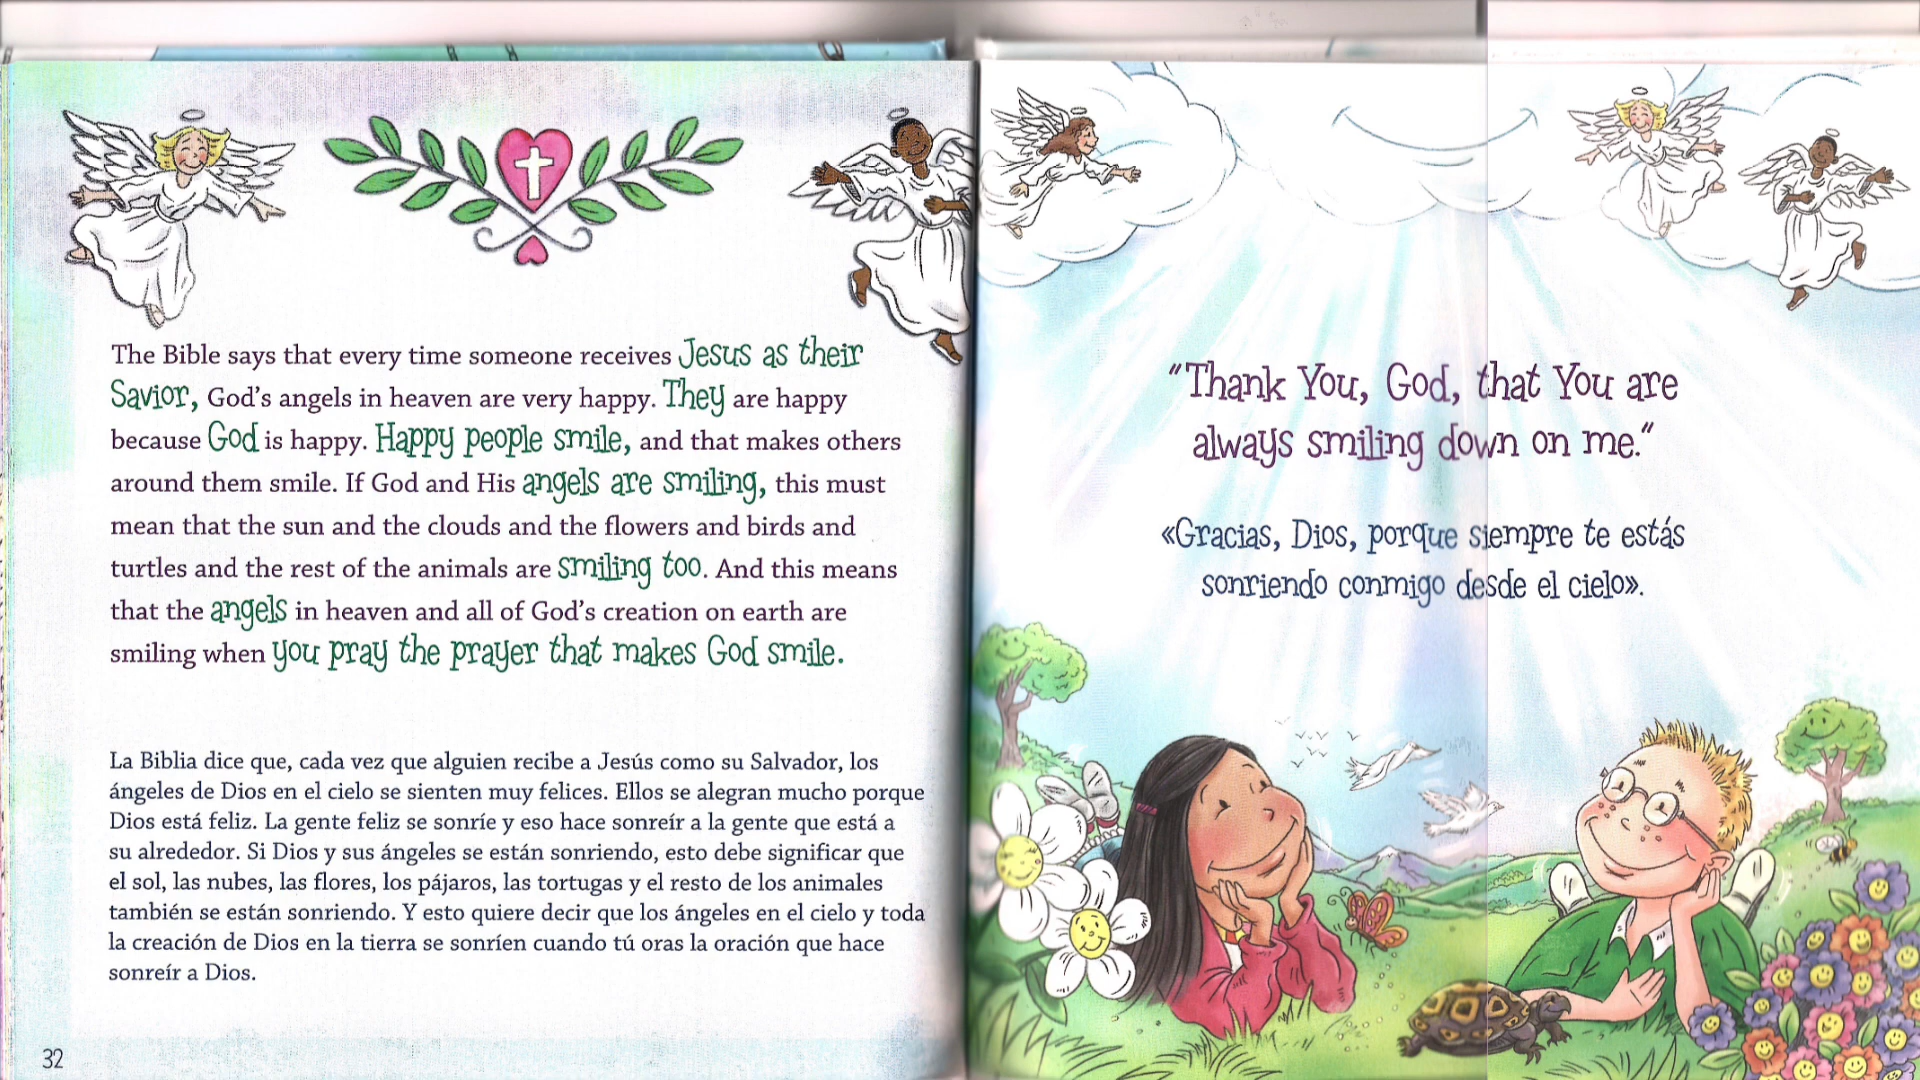 The Bible says that every time someone receives Jesus as their
Savior, God's angels in heaven are very happy. They are happy
because God is happy. Happy people smile, and that makes others
around them smile. If God and His angels are smiling, this must
mean that the sun and the clouds and the flowers and birds and
turtles and the rest of the animals are smiling too. And this means
that the angels in heaven and all of God's creation on earth are
smiling when you pray the prayer that makes God smile.
La Biblia dice que, cada vez que alguien recibe a Jesús como su Salvador, los
ángeles de Dios en el cielo se sienten muy felices. Ellos se alegran mucho porque
Dios está feliz. La gente feliz se sonríe y eso hace sonreír a la gente que está a
su alrededor. Si Dios y sus ángeles se están sonriendo, esto debe significar que
el sol, las nubes, las flores, los pájaros, las tortugas y el resto de los animales
también se están sonriendo. Y esto quiere decir que los ángeles en el cielo y toda
la creación de Dios en la tierra se sonríen cuando tú oras la oración que hace
sonreír a Dios.
32
"Thank You, God, that You are
always smiling down on me."
«Gracias, Dios, porque siempre te estás
sonriendo conmigo desde el cielo».